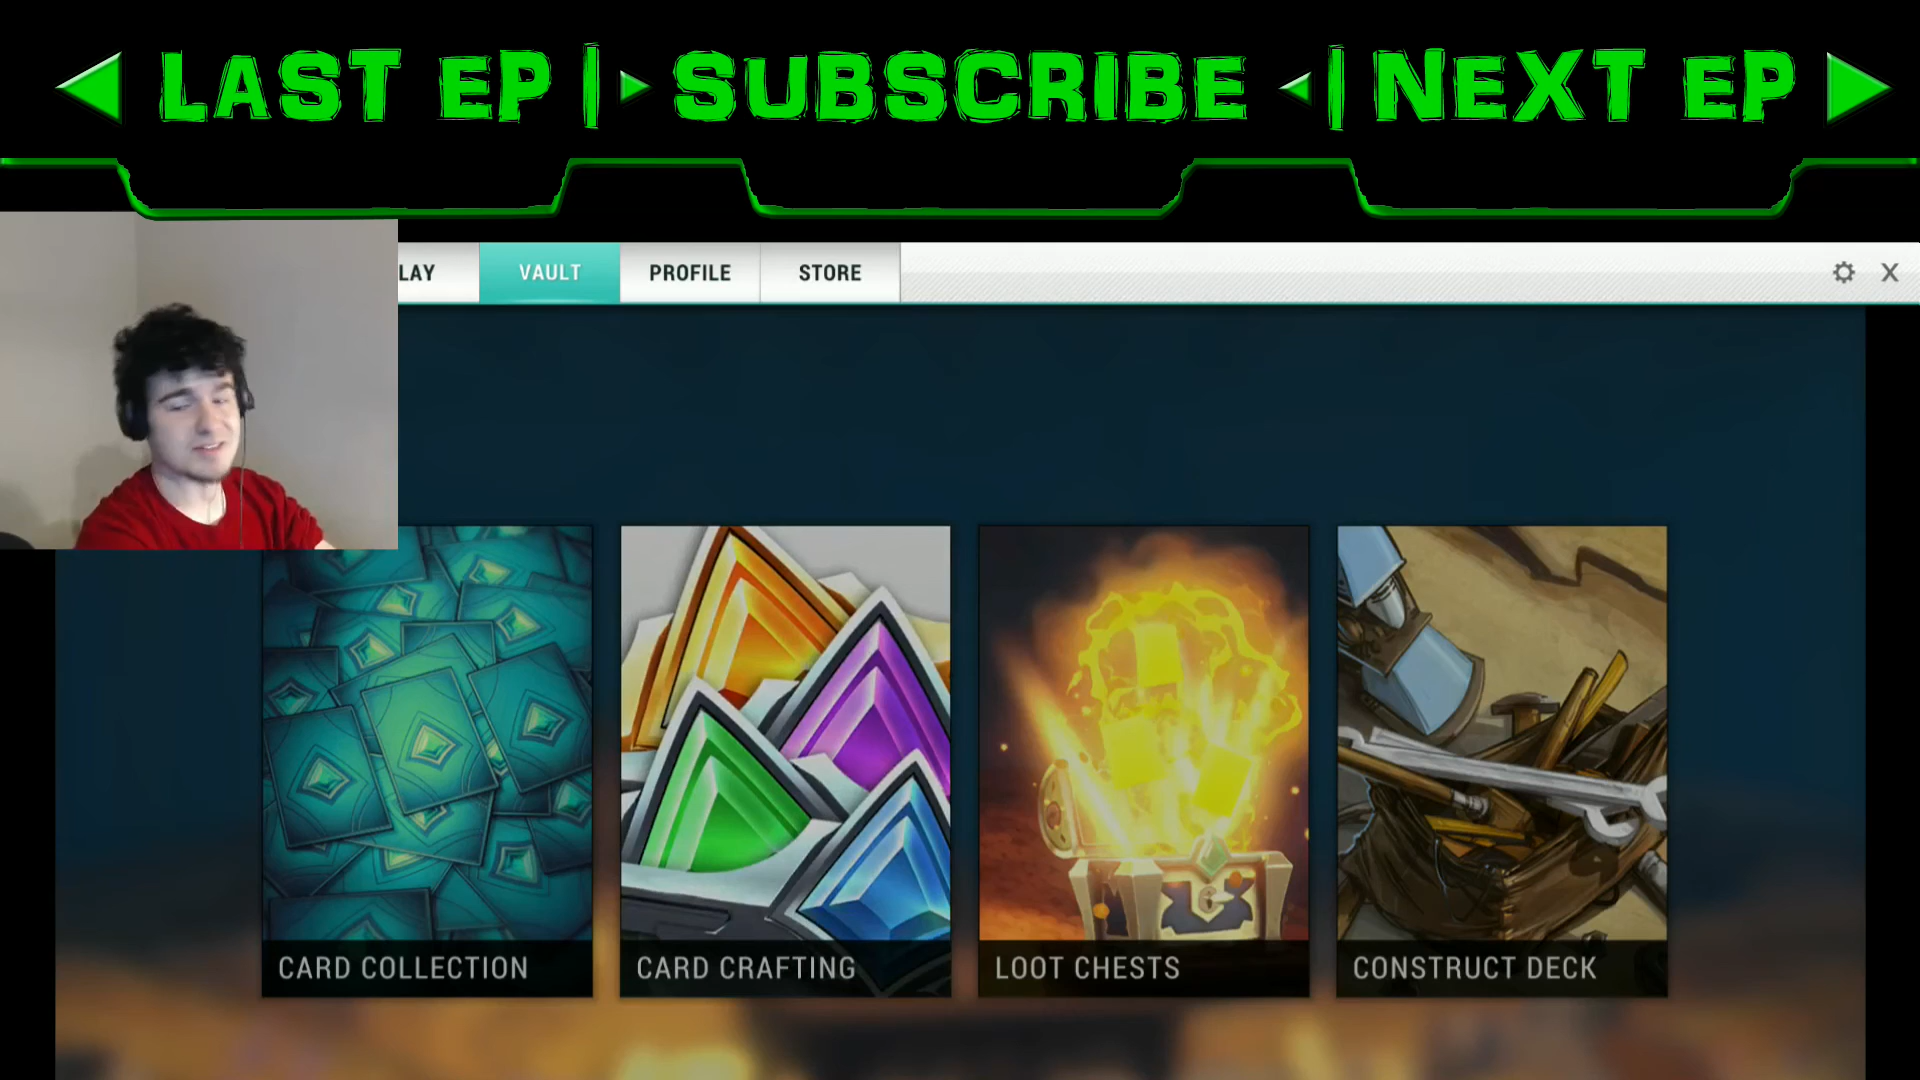 LAST EP | SUBSCRIBE | NEXT EP
LAY VAULT PROFILE STORE X
CARD COLLECTION CARD CRAFTING LOOT CHESTS CONSTRUCT DECK